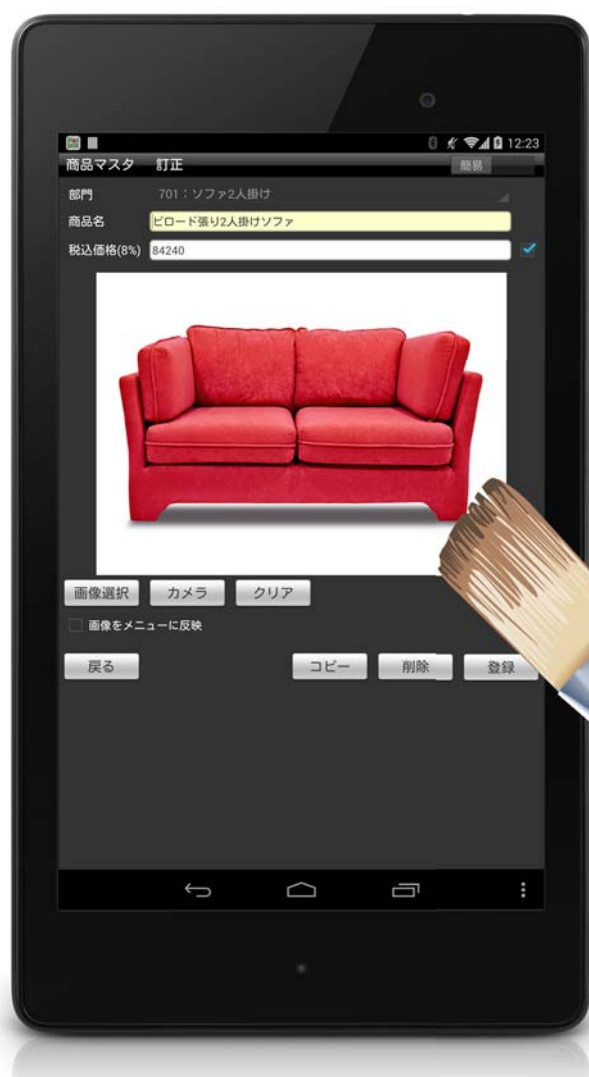 12:23
商品マスタ 訂正 簡易
部門 701：ソファ2人掛け
商品名 ビロード張り2人掛けソファ
税込価格(8%) 84240
画像選択 カメラ クリア
画像をメニューに反映
戻る コピー 削除 登録